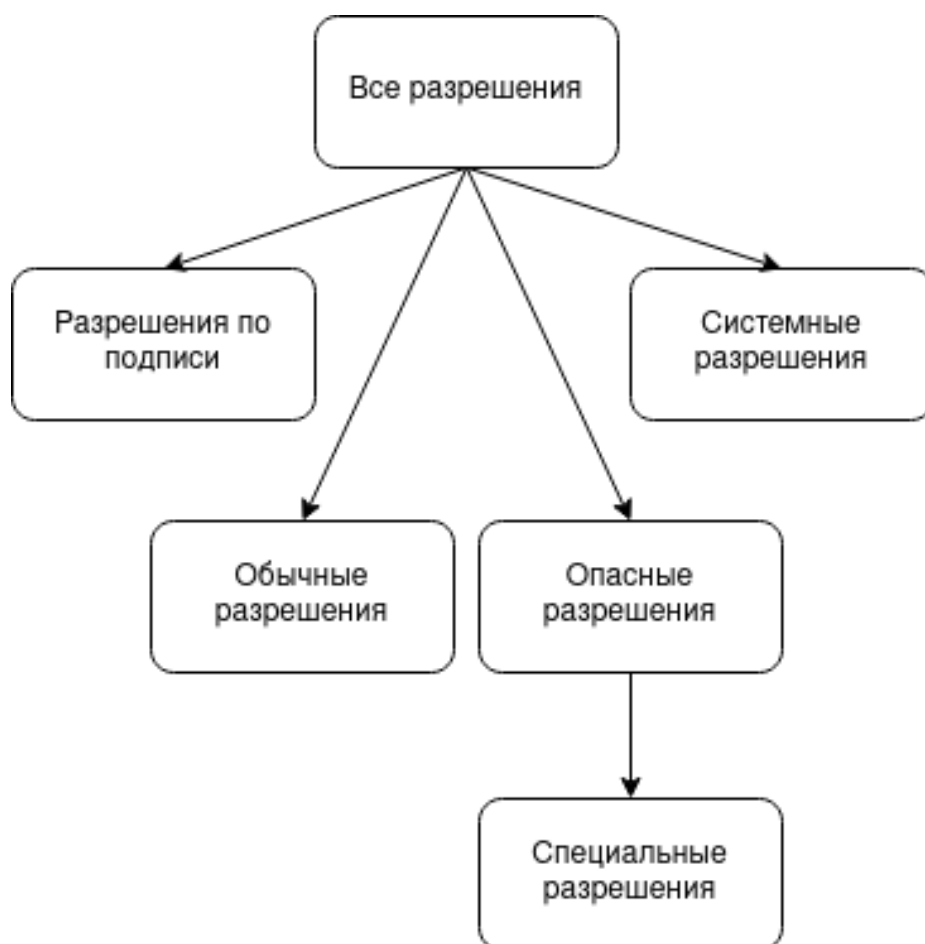 Все разрешения
Разрешения по
подписи
Системные
разрешения
Обычные
разрешения
Опасные
разрешения
Специальные
разрешения